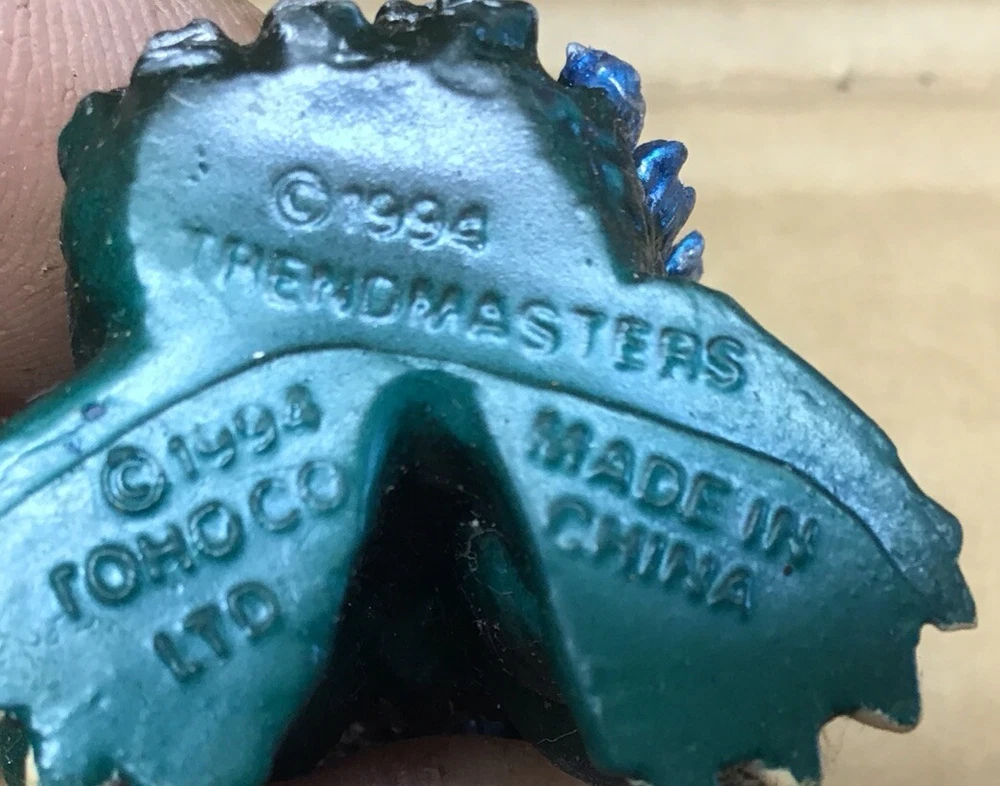 ©1994
TRENDMASTERS
©1994
TOHO CO
LTD
MADE IN
CHINA